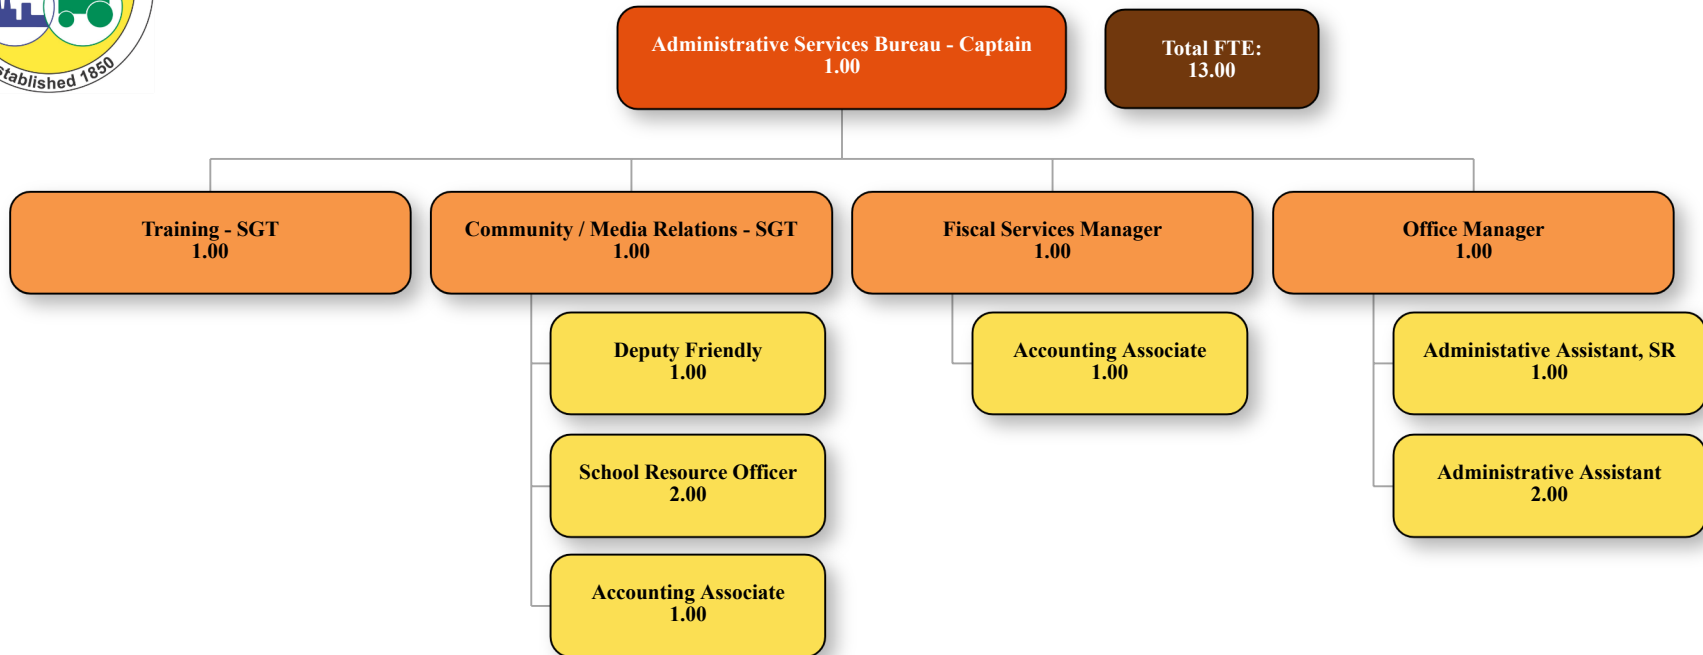 stablished 1850
Administrative Services Bureau - Captain
1.00
Total FTE:
13.00
Training - SGT
1.00
Community / Media Relations - SGT
1.00
Fiscal Services Manager
1.00
Office Manager
1.00
Deputy Friendly
1.00
Accounting Associate
1.00
Administative Assistant, SR
1.00
School Resource Officer
2.00
Administrative Assistant
2.00
Accounting Associate
1.00